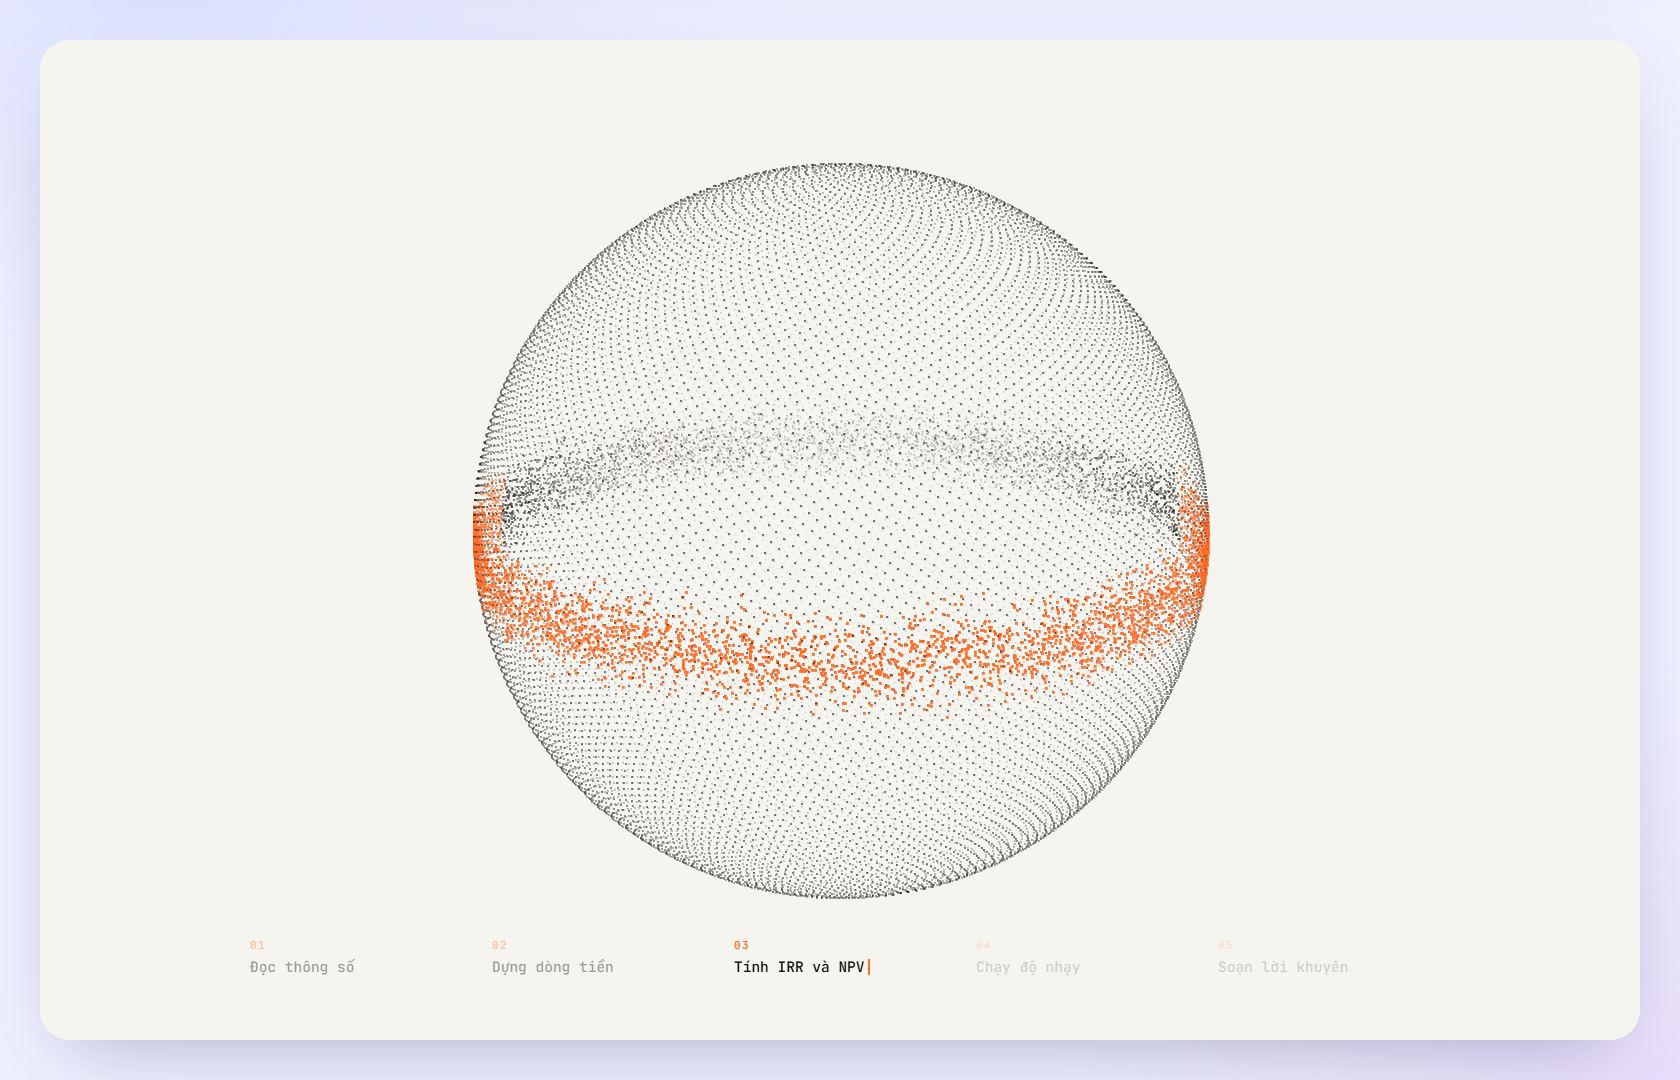 01
Đọc thông số
02
Dựng dòng tiền
03
Tính IRR và NPV
04
Chạy độ nhạy
05
Soạn lời khuyên